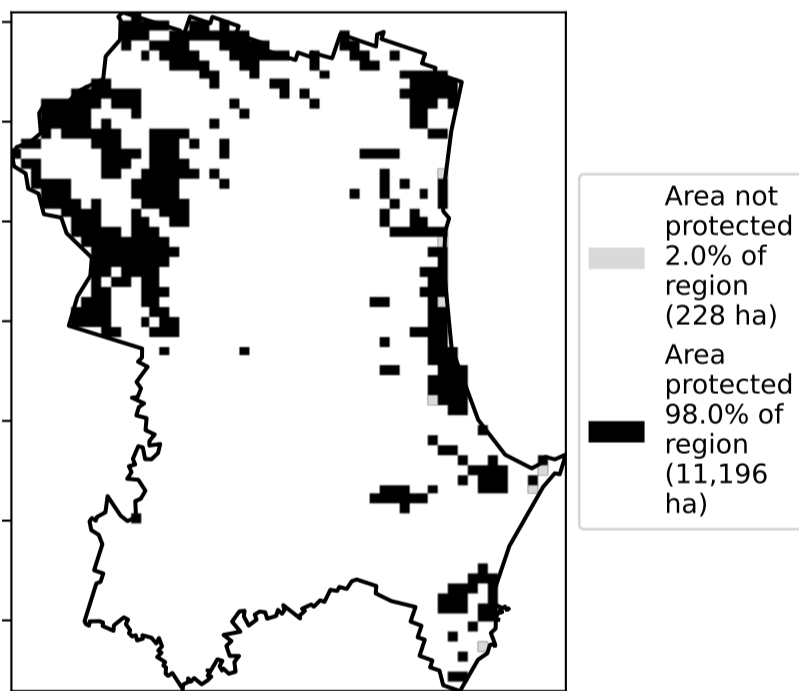 Area not
protected
2.0% of
region
(228 ha)
Area
protected
98.0% of
region
(11,196
ha)